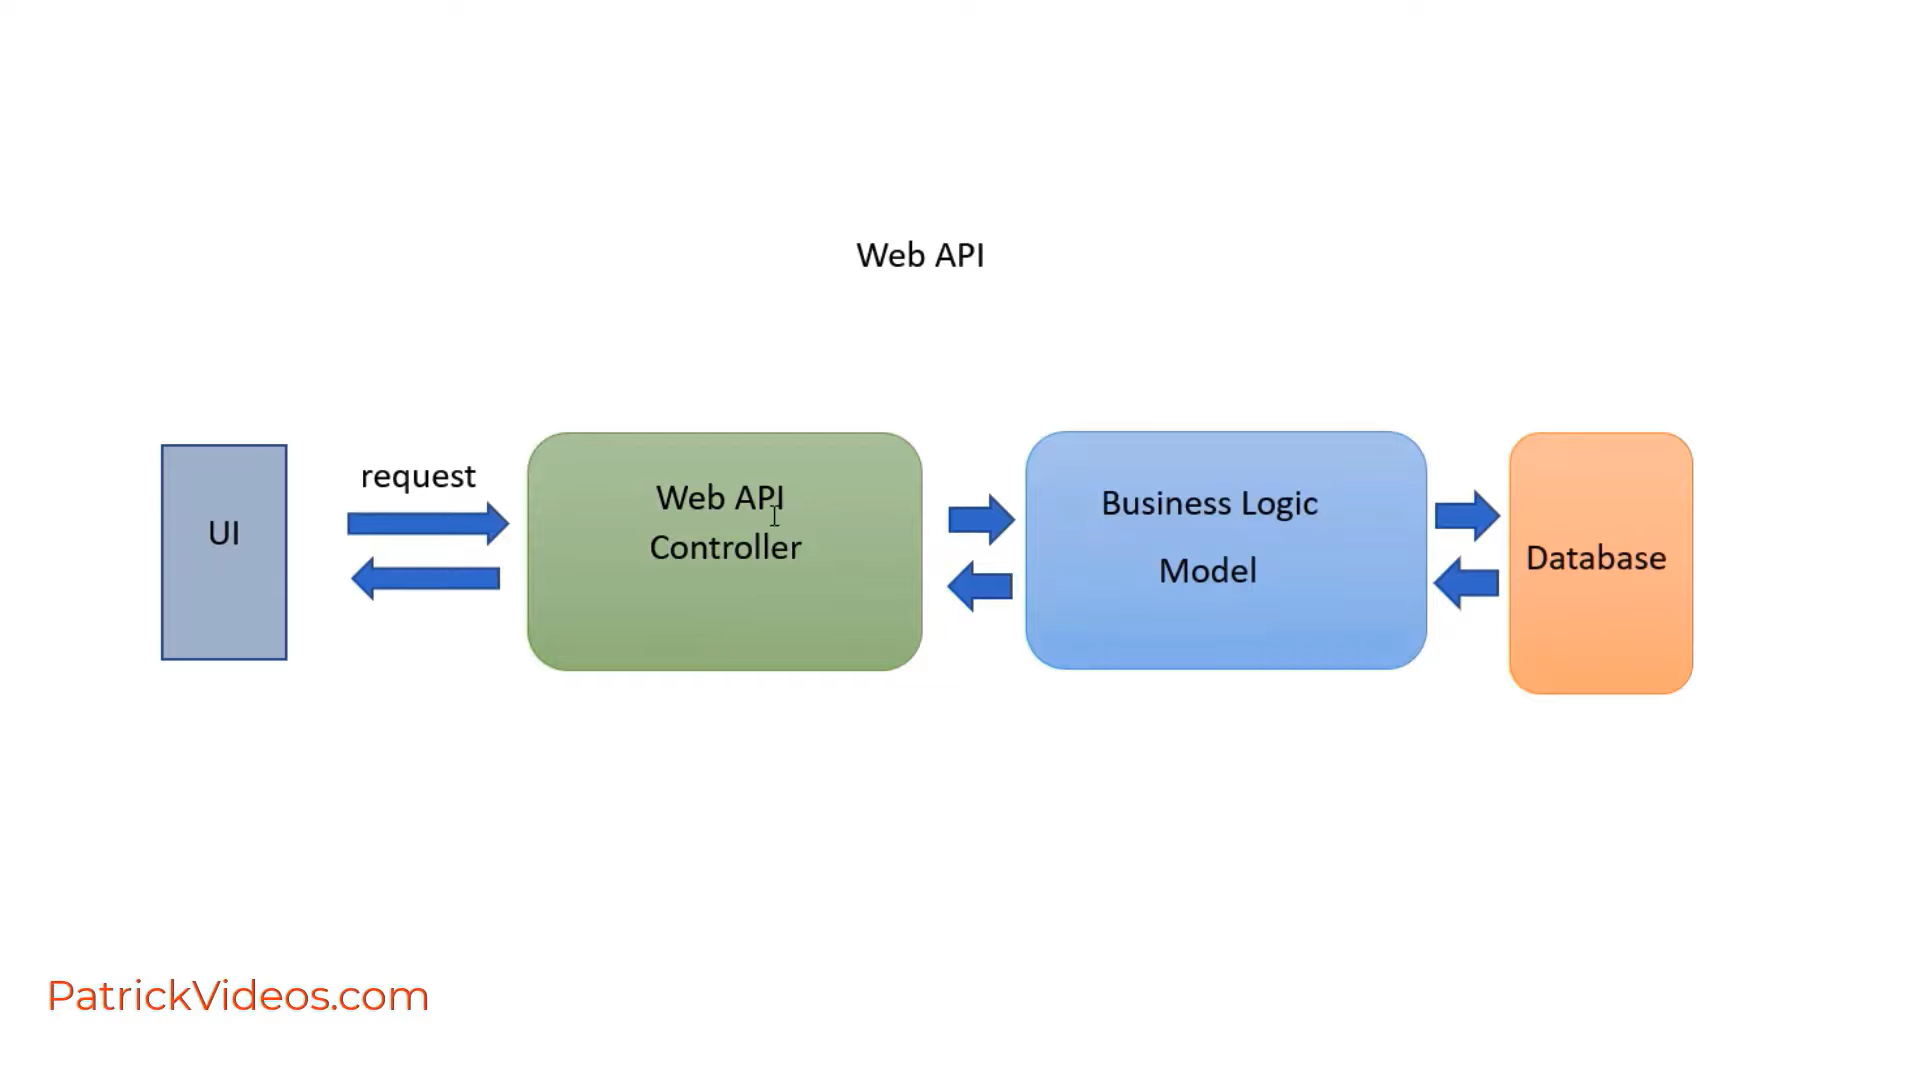 Web API
UI
request
Web API
Controller
Business Logic
Model
Database
PatrickVideos.com